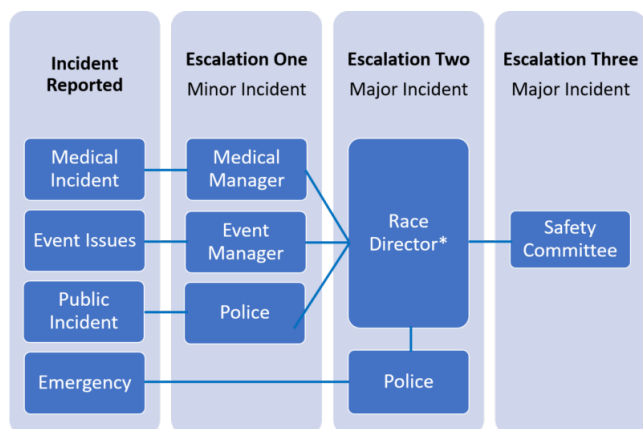 Incident
Reported
Escalation One
Minor Incident
Escalation Two
Major Incident
Escalation Three
Major Incident
Medical
Incident
Medical
Manager
Event Issues
Event
Manager
Race
Director*
Safety
Committee
Public
Incident
Police
Emergency
Police